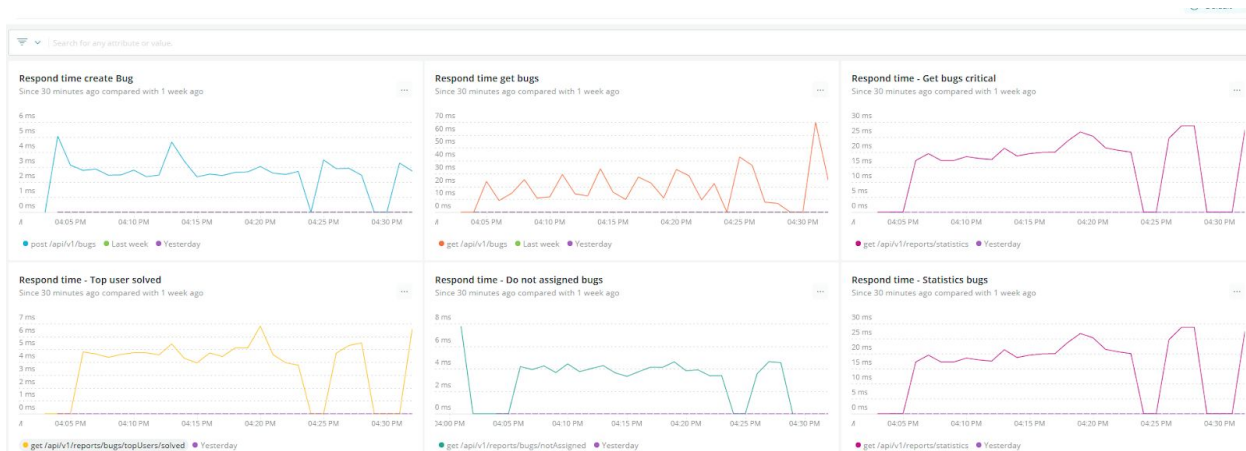 Search for any attribute or value.
Respond time create Bug
Since 30 minutes ago compared with 1 week ago
...
6 ms
5 ms
4 ms
3 ms
2 ms
1 ms
0 ms
04:05 PM 04:10 PM 04:15 PM 04:20 PM 04:25 PM 04:30 PM
post /api/v1/bugs Last week Yesterday
Respond time get bugs
Since 30 minutes ago compared with 1 week ago
...
70 ms
60 ms
50 ms
40 ms
30 ms
20 ms
10 ms
0 ms
04:05 PM 04:10 PM 04:15 PM 04:20 PM 04:25 PM 04:30 PM
get /api/v1/bugs Last week Yesterday
Respond time - Get bugs critical
Since 30 minutes ago compared with 1 week ago
...
30 ms
25 ms
20 ms
15 ms
10 ms
5 ms
0 ms
04:05 PM 04:10 PM 04:15 PM 04:20 PM 04:25 PM 04:30 PM
get /api/v1/reports/statistics Yesterday
Respond time - Top user solved
Since 30 minutes ago compared with 1 week ago
...
7 ms
6 ms
5 ms
4 ms
3 ms
2 ms
1 ms
0 ms
04:05 PM 04:10 PM 04:15 PM 04:20 PM 04:25 PM 04:30 PM
get /api/v1/reports/bugs/topUsers/solved Yesterday
Respond time - Do not assigned bugs
Since 30 minutes ago compared with 1 week ago
...
8 ms
6 ms
4 ms
2 ms
0 ms
04:05 PM 04:10 PM 04:15 PM 04:20 PM 04:25 PM 04:30 PM
get /api/v1/reports/bugs/notAssigned Yesterday
Respond time - Statistics bugs
Since 30 minutes ago compared with 1 week ago
...
30 ms
25 ms
20 ms
15 ms
10 ms
5 ms
0 ms
04:05 PM 04:10 PM 04:15 PM 04:20 PM 04:25 PM 04:30 PM
get /api/v1/reports/statistics Yesterday